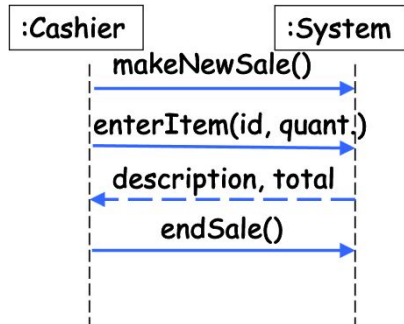 :Cashier
:System
makeNewSale()
enterItem(id, quant.)
description, total
endSale()